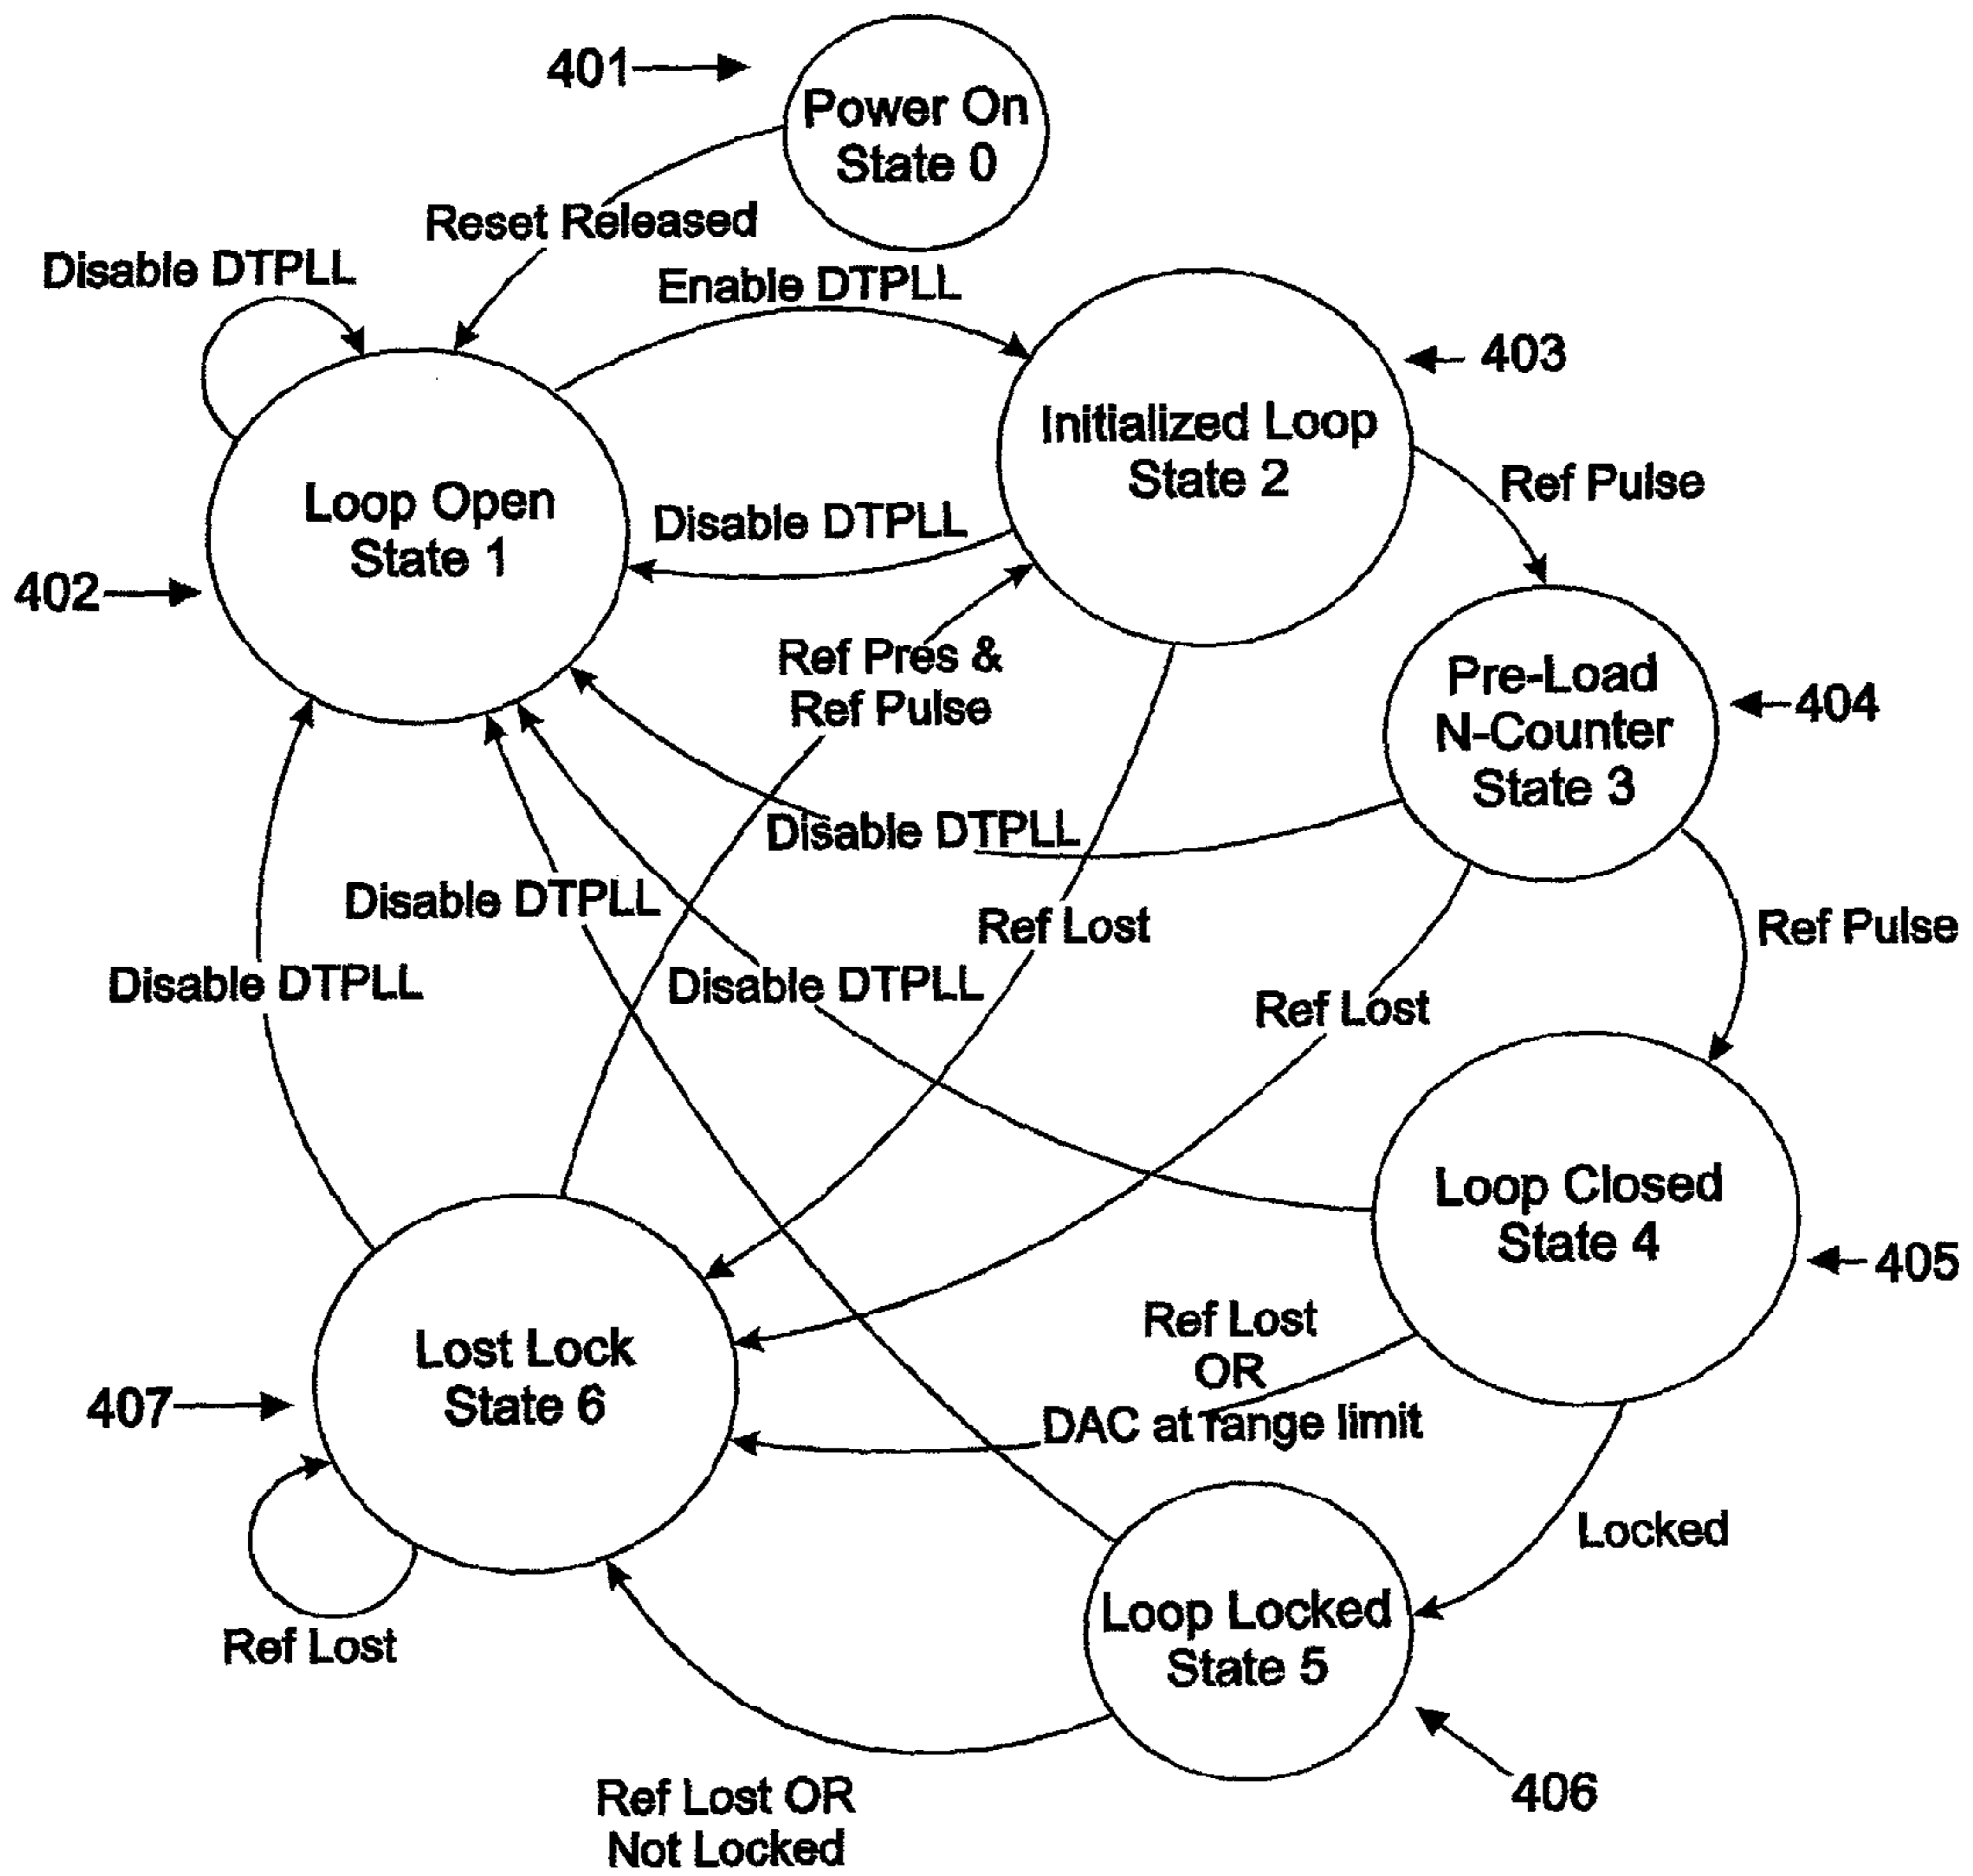 401
Power On
State 0
Reset Released
Disable DTPLL
Enable DTPLL
403
Initialized Loop
State 2
Ref Pulse
Loop Open
State 1
Disable DTPLL
402
Ref Pres &
Ref Pulse
Pre-Load
N-Counter
State 3
404
Disable DTPLL
Disable DTPLL
Ref Lost
Ref Pulse
Disable DTPLL
Disable DTPLL
Ref Lost
Loop Closed
State 4
405
Ref Lost
OR
DAC at range limit
Lost Lock
State 6
407
Locked
Loop Locked
State 5
Ref Lost
406
Ref Lost OR
Not Locked